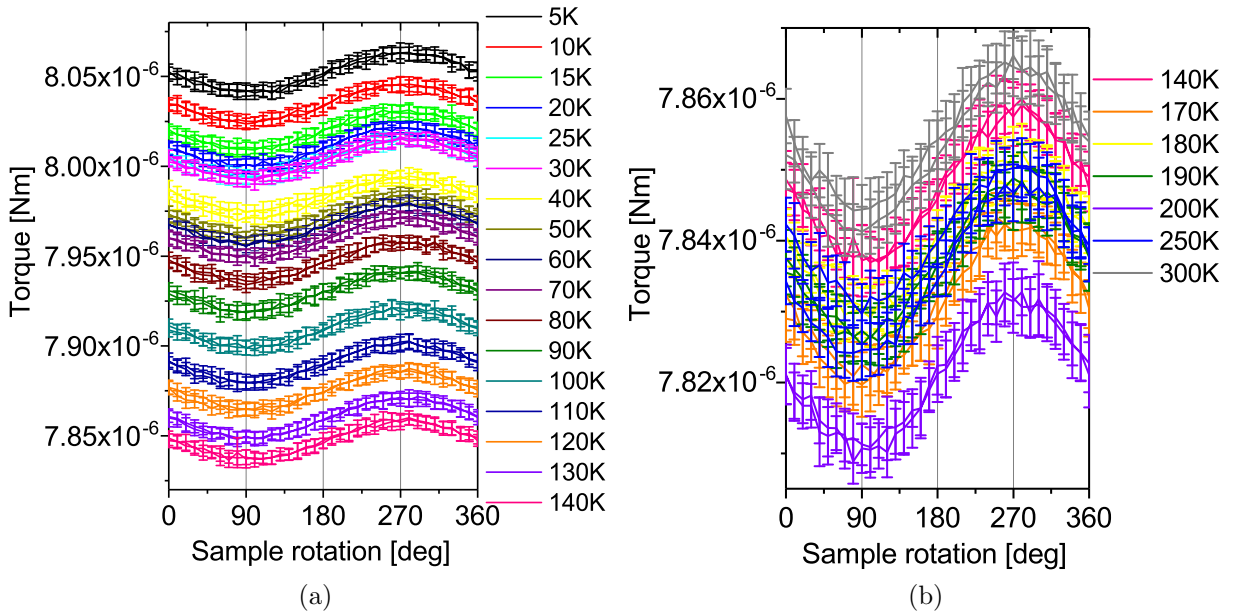 8.05x10⁻⁶
8.00x10⁻⁶
7.95x10⁻⁶
7.90x10⁻⁶
7.85x10⁻⁶
Torque [Nm]
0 90 180 270 360
Sample rotation [deg]
5K
10K
15K
20K
25K
30K
40K
50K
60K
70K
80K
90K
100K
110K
120K
130K
140K
(a)
7.86x10⁻⁶
7.84x10⁻⁶
7.82x10⁻⁶
Torque [Nm]
0 90 180 270 360
Sample rotation [deg]
140K
170K
180K
190K
200K
250K
300K
(b)